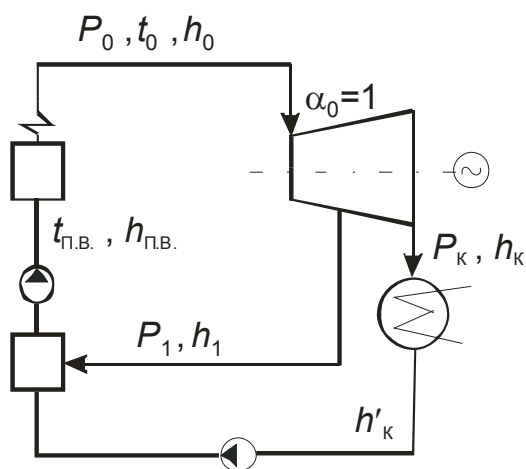 P₀ , t₀ , h₀
α₀=1
tп.в. , hп.в.
Pк , hк
P₁, h₁
h′к